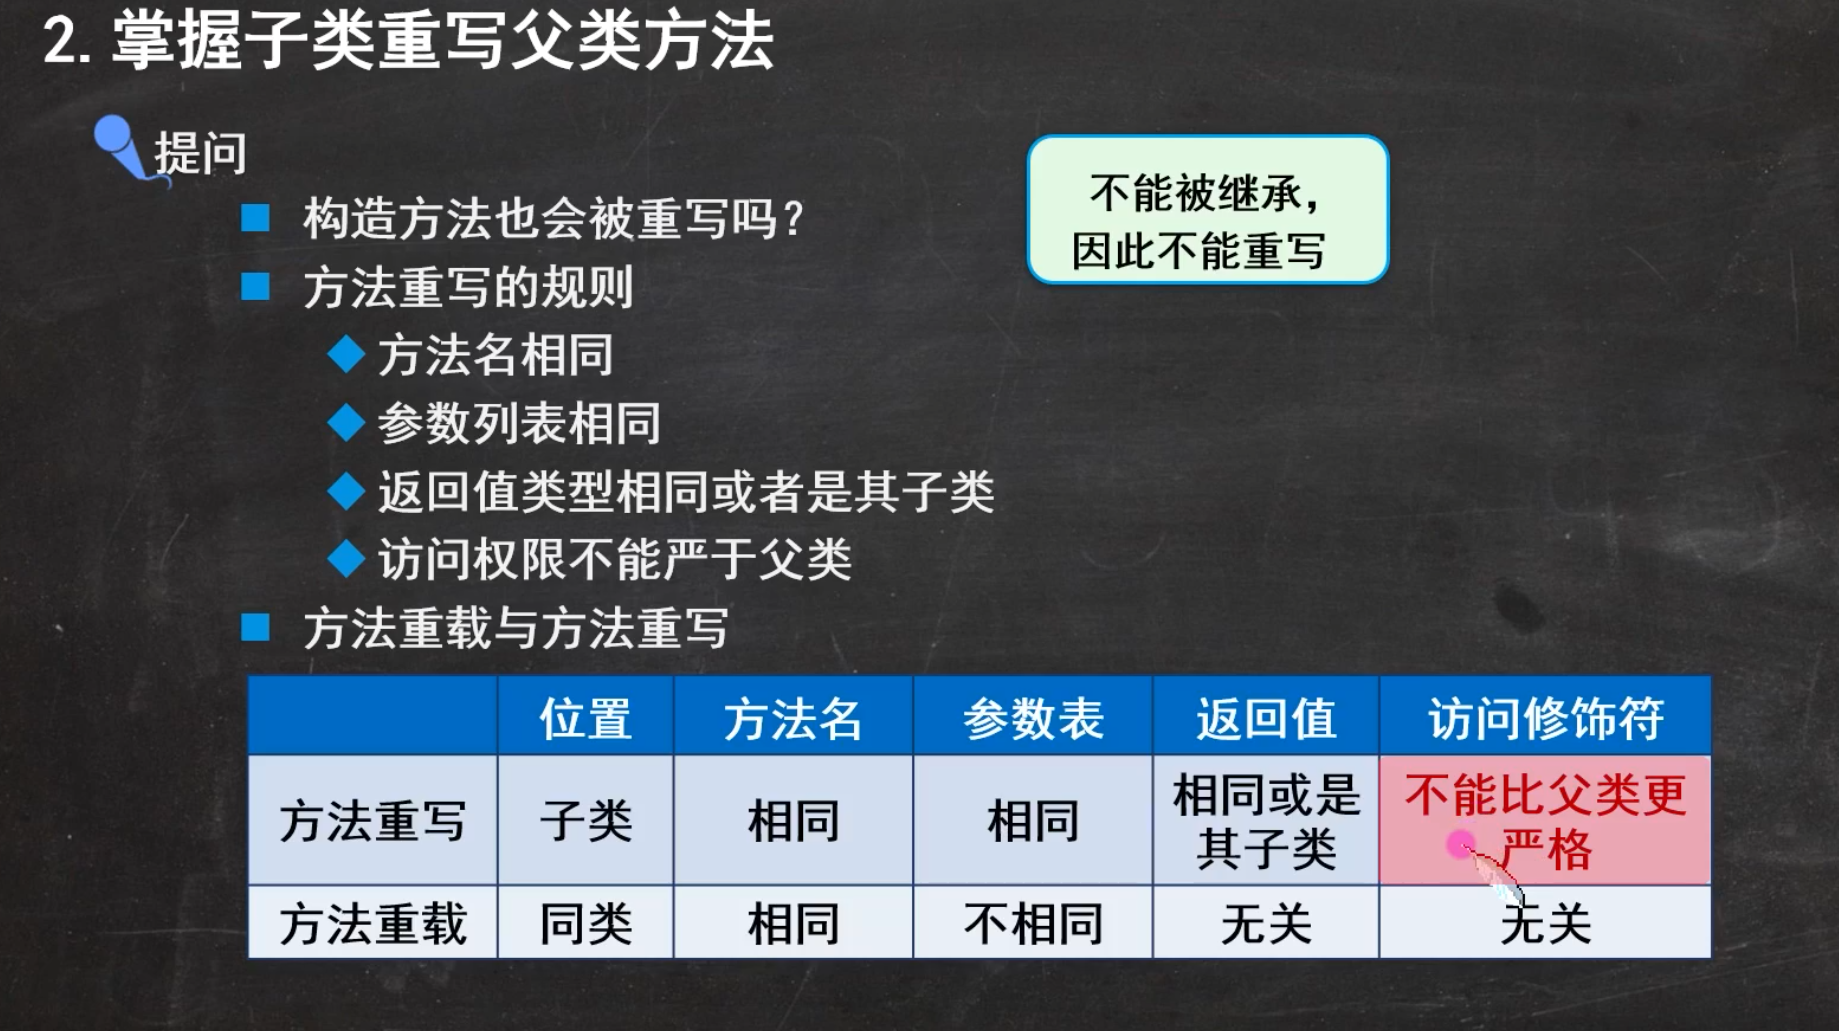 2.掌握子类重写父类方法
提问
构造方法也会被重写吗?
不能被继承,
因此不能重写
方法重写的规则
方法名相同
参数列表相同
返回值类型相同或者是其子类
访问权限不能严于父类
方法重载与方法重写
位置 方法名 参数表 返回值 访问修饰符
方法重写 子类 相同 相同 相同或是其子类 不能比父类更严格
方法重载 同类 相同 不相同 无关 无关